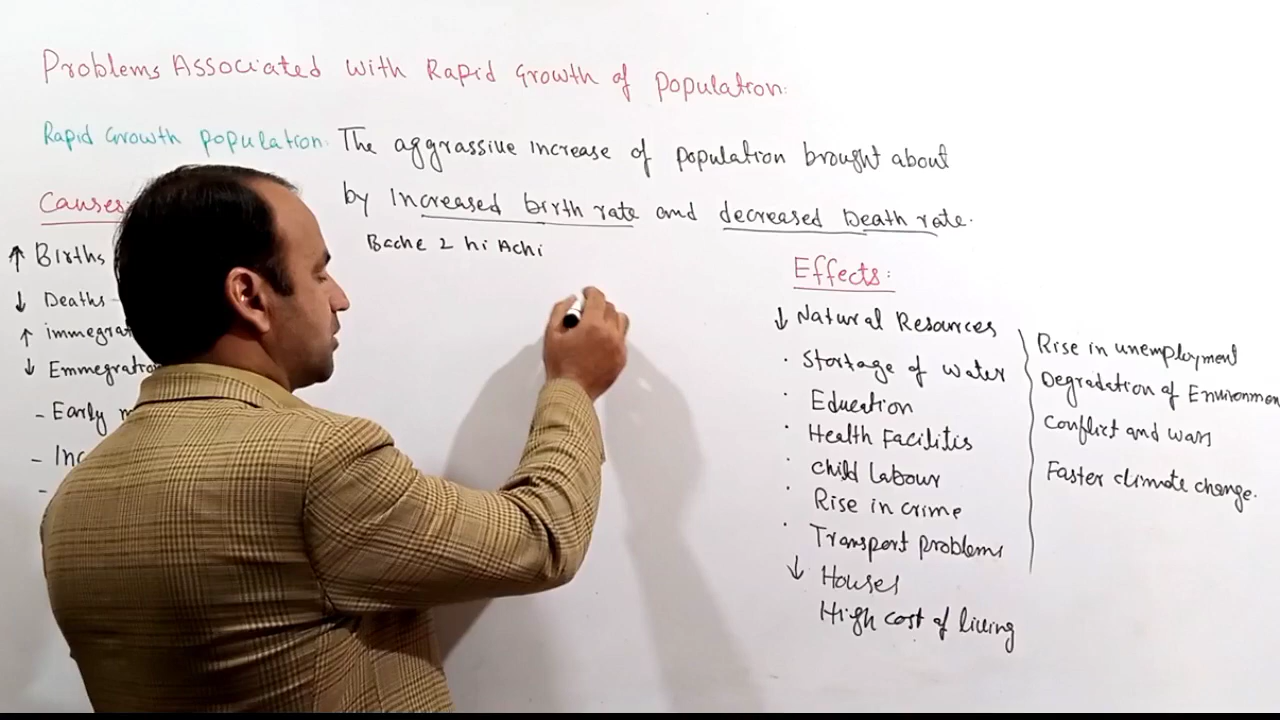 Problems Associated with Rapid Growth of population:
Rapid Growth population: The aggrassive increase of population brought about
by increased birth rate and decreased Death rate.
Bache 2 hi Achi
Causes:
↑ Births
↓ Deaths
↑ immegrat
↓ Emmegration
- Early
- Inc
-
Effects:
↓ Natural Resources
· Stortage of water
· Education
· Health Facilitis
· child labour
· Rise in crime
· Transport problems
↓ Houses
High cost of living
Rise in unemployment
Degradation of Environmen
Conflict and wars
Faster climate change.